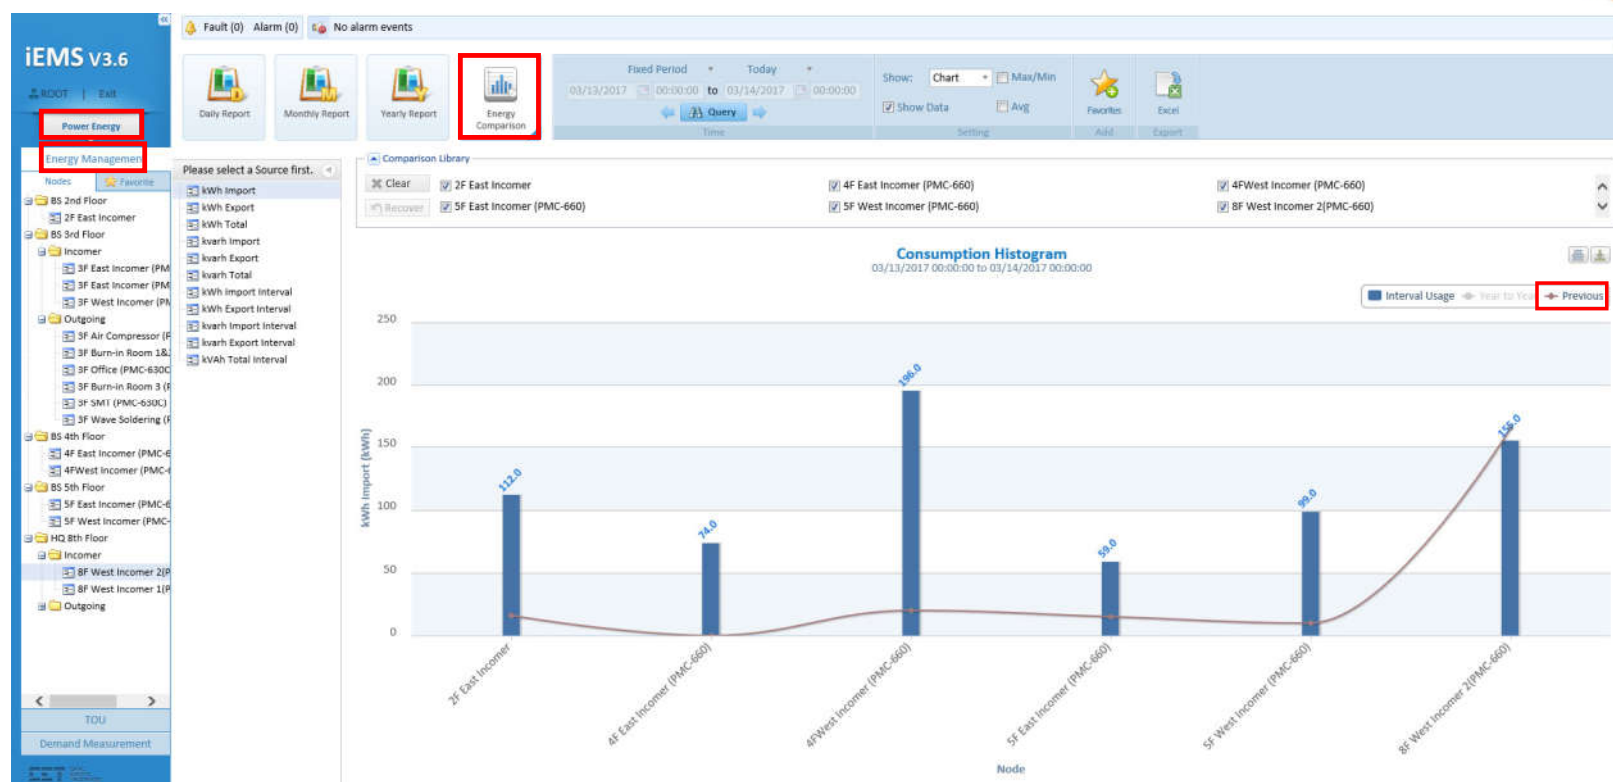 Fault (0) Alarm (0) No alarm events
iEMS V3.6
ROOT | Exit
Power Energy
Energy Management
Nodes Favorite
BS 2nd Floor
2F East Incomer
BS 3rd Floor
Incomer
3F East Incomer (PM
3F East Incomer (PM
3F West Incomer (PM
Outgoing
3F Air Compressor (P
3F Burn-in Room 1&
3F Office (PMC-630C
3F Burn-in Room 3 (P
3F SMT (PMC-630C)
3F Wave Soldering (P
BS 4th Floor
4F East Incomer (PMC-6
4FWest Incomer (PMC-6
BS 5th Floor
5F East Incomer (PMC-6
5F West Incomer (PMC-
HQ 8th Floor
Incomer
8F West Incomer 2(P
8F West Incomer 1(P
Outgoing
TOU
Demand Measurement
Daily Report
Monthly Report
Yearly Report
Energy
Comparison
Fixed Period Today
03/13/2017 00:00:00 to 03/14/2017 00:00:00
Query
Time
Show: Chart Max/Min
Show Data Avg
Setting
Favorites
Add
Excel
Export
Please select a Source first.
kWh Import
kWh Export
kWh Total
kvarh Import
kvarh Export
kvarh Total
kWh Import Interval
kWh Export Interval
kvarh Import Interval
kvarh Export Interval
kVAh Total Interval
Comparison Library
Clear
Recover
2F East Incomer
4F East Incomer (PMC-660)
4FWest Incomer (PMC-660)
5F East Incomer (PMC-660)
5F West Incomer (PMC-660)
8F West Incomer 2(PMC-660)
Consumption Histogram
03/13/2017 00:00:00 to 03/14/2017 00:00:00
Interval Usage Year to Yea Previous
kWh Import (kWh)
250
200
150
100
50
0
112.0
74.0
196.0
59.0
99.0
155.0
2F East Incomer
4F East Incomer (PMC-660)
4FWest Incomer (PMC-660)
5F East Incomer (PMC-660)
5F West Incomer (PMC-660)
8F West Incomer 2(PMC-660)
Node